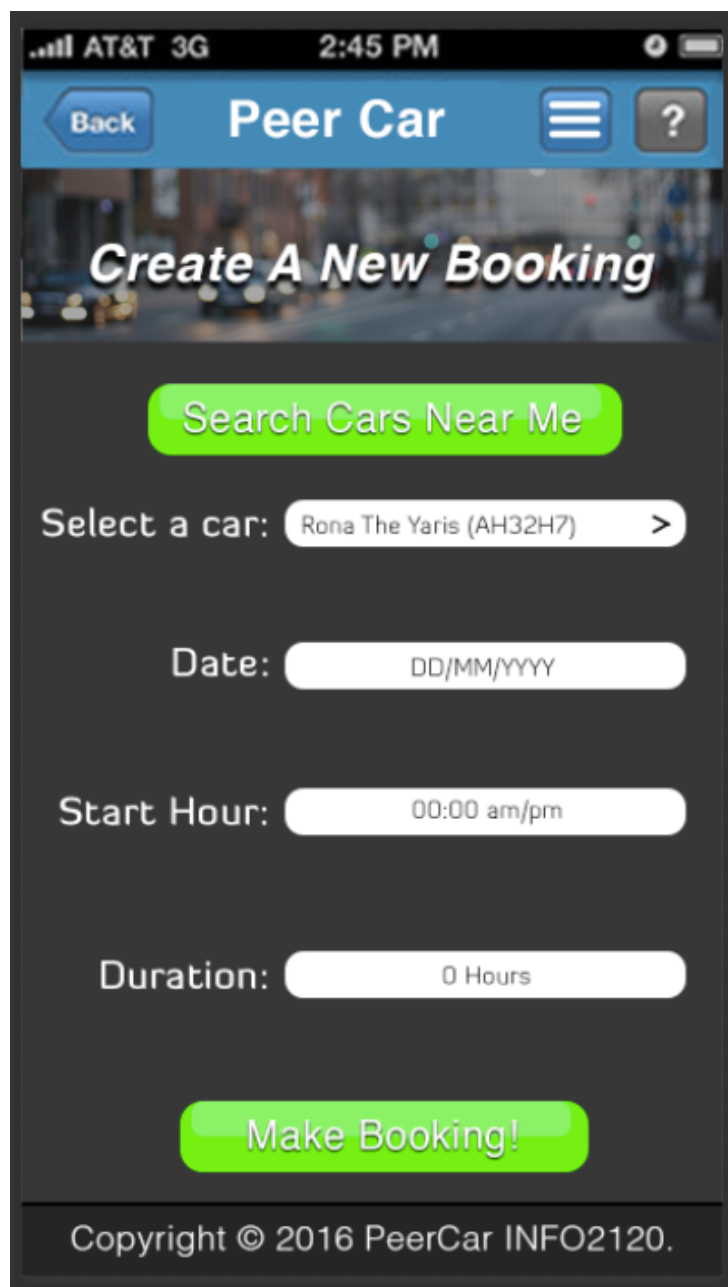 AT&T 3G 2:45 PM
Back Peer Car ?
Create A New Booking
Search Cars Near Me
Select a car: Rona The Yaris (AH32H7) >
Date: DD/MM/YYYY
Start Hour: 00:00 am/pm
Duration: 0 Hours
Make Booking!
Copyright © 2016 PeerCar INFO2120.